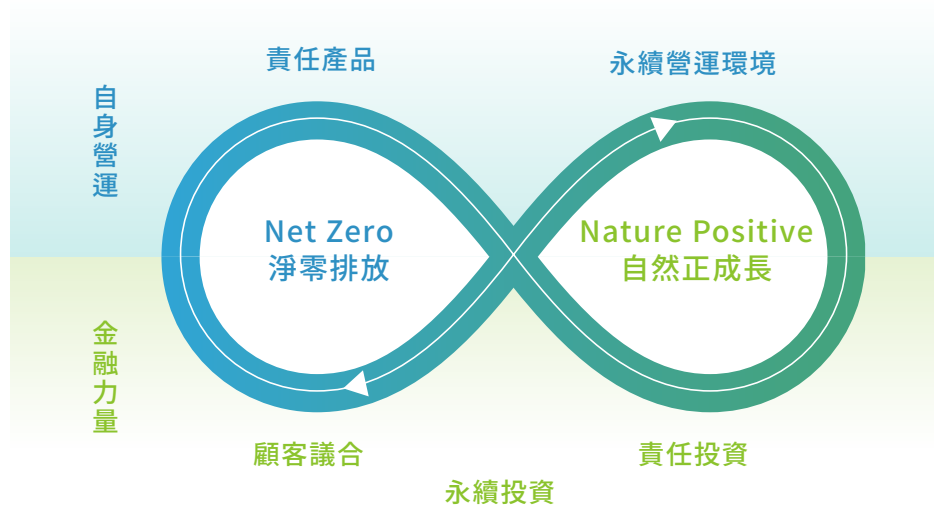 責任產品
永續營運環境
自身營運
Net Zero
淨零排放
Nature Positive
自然正成長
金融力量
顧客議合
責任投資
永續投資